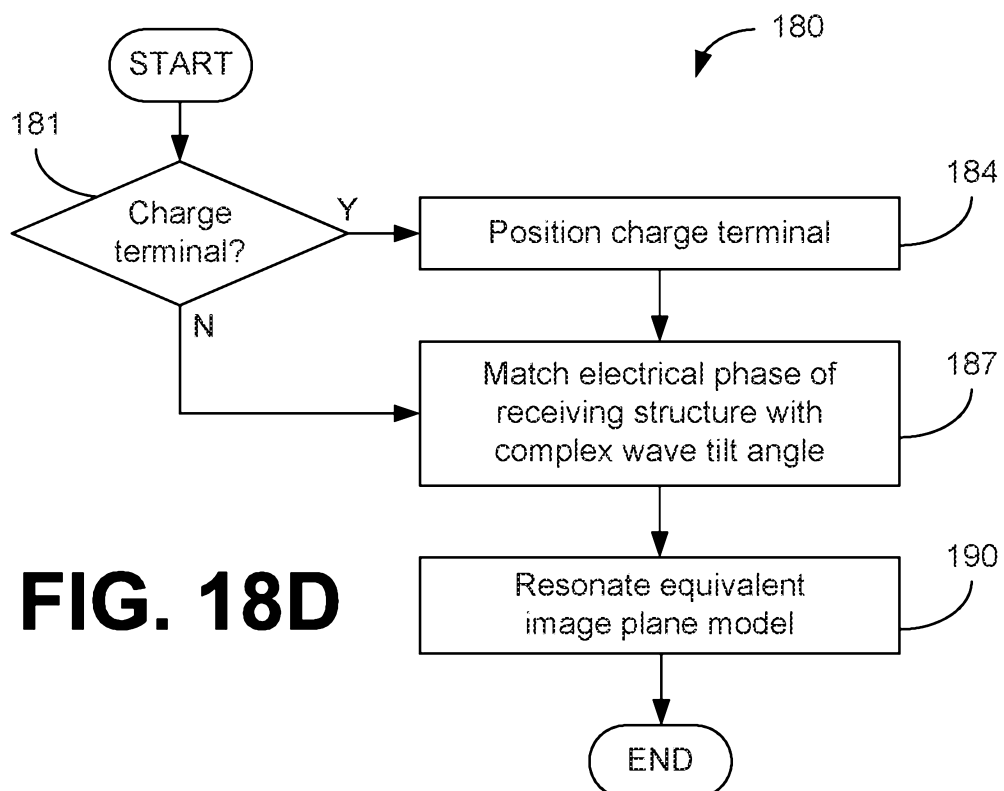 180
START
181
Charge
terminal?
Y
N
184
Position charge terminal
187
Match electrical phase of
receiving structure with
complex wave tilt angle
190
Resonate equivalent
image plane model
FIG. 18D
END